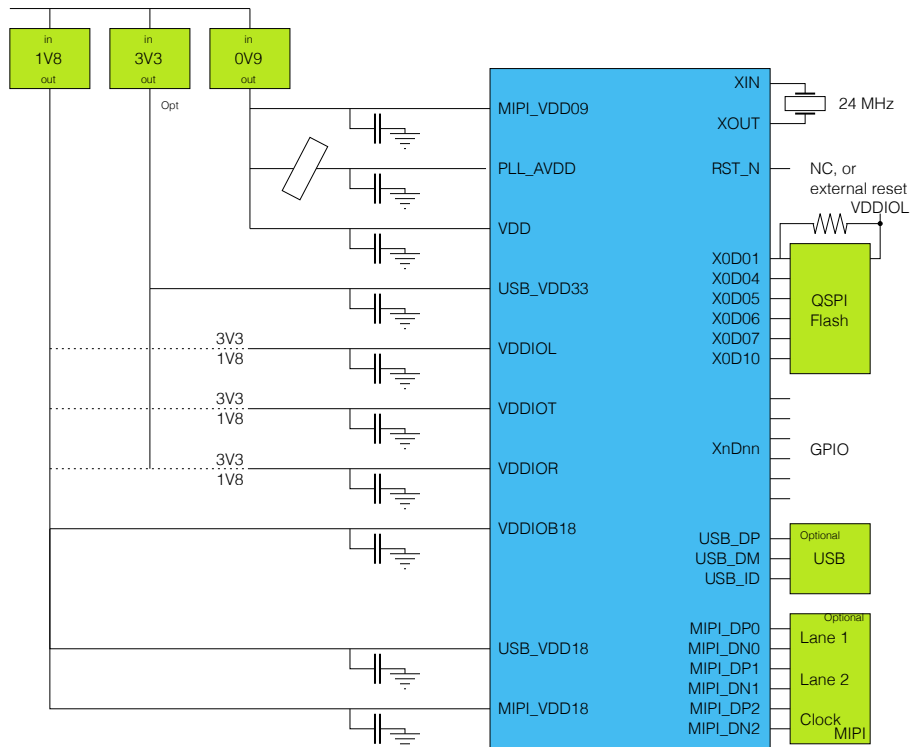 in
1V8
out
in
3V3
out
in
0V9
out
Opt
MIPI_VDD09
PLL_AVDD
VDD
USB_VDD33
3V3
1V8
VDDIOL
3V3
1V8
VDDIOT
3V3
1V8
VDDIOR
VDDIOB18
USB_VDD18
MIPI_VDD18
XIN
XOUT
24 MHz
RST_N
NC, or
external reset
VDDIOL
X0D01
X0D04
X0D05
X0D06
X0D07
X0D10
QSPI
Flash
XnDnn
GPIO
USB_DP
USB_DM
USB_ID
Optional
USB
MIPI_DP0
MIPI_DN0
MIPI_DP1
MIPI_DN1
MIPI_DP2
MIPI_DN2
Optional
Lane 1
Lane 2
Clock
MIPI